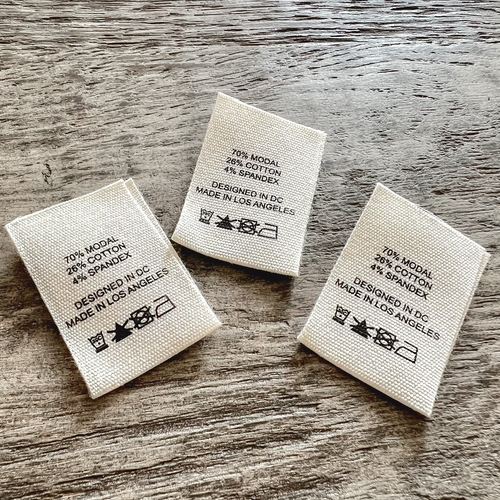 70% MODAL
26% COTTON
4% SPANDEX
DESIGNED IN DC
MADE IN LOS ANGELES
70% MODAL
26% COTTON
4% SPANDEX
DESIGNED IN DC
MADE IN LOS ANGELES
70% MODAL
26% COTTON
4% SPANDEX
DESIGNED IN DC
MADE IN LOS ANGELES